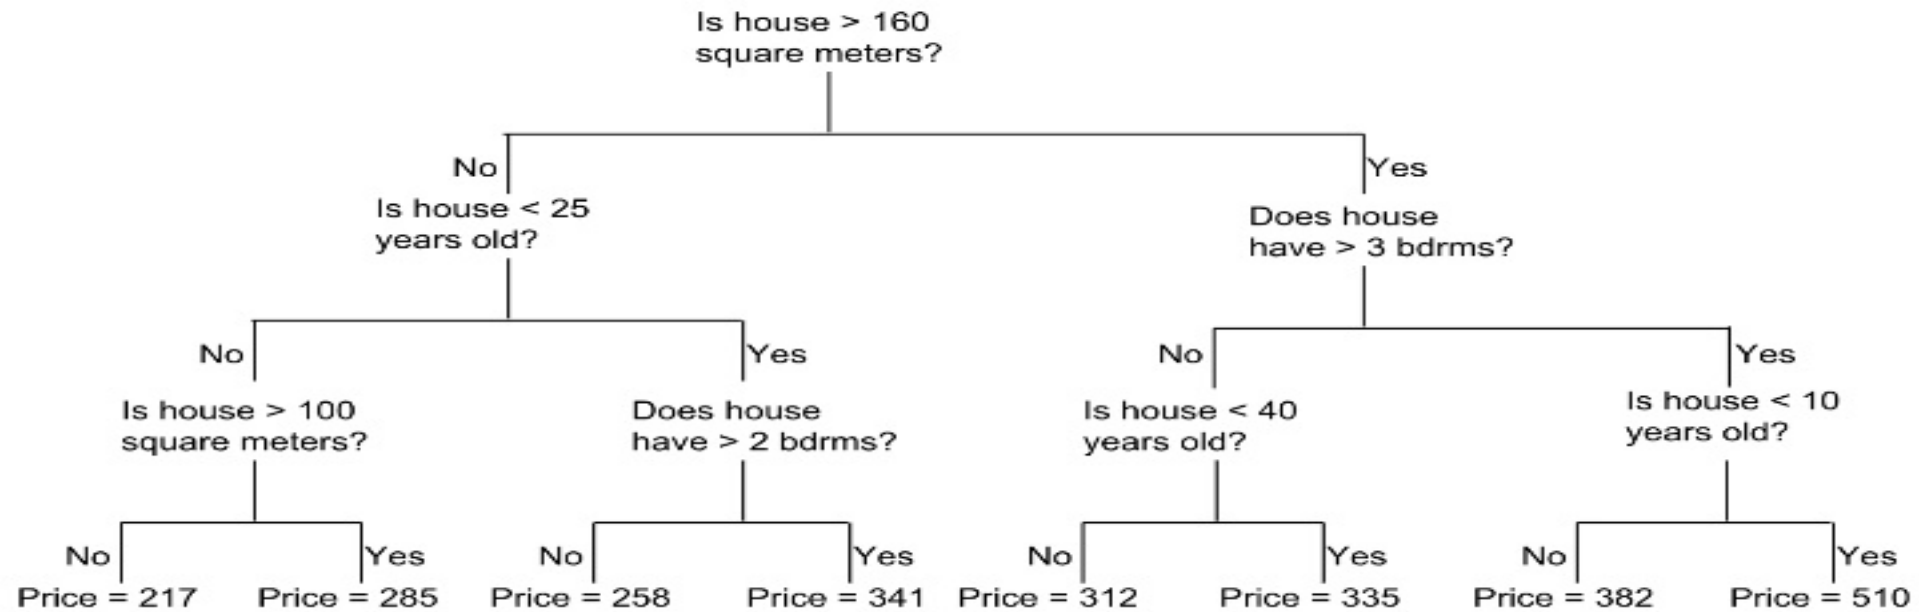 Is house > 160
square meters?
No
Yes
Is house < 25
years old?
Does house
have > 3 bdrms?
No
Yes
No
Yes
Is house > 100
square meters?
Does house
have > 2 bdrms?
Is house < 40
years old?
Is house < 10
years old?
No
Yes
No
Yes
No
Yes
No
Yes
Price = 217
Price = 285
Price = 258
Price = 341
Price = 312
Price = 335
Price = 382
Price = 510